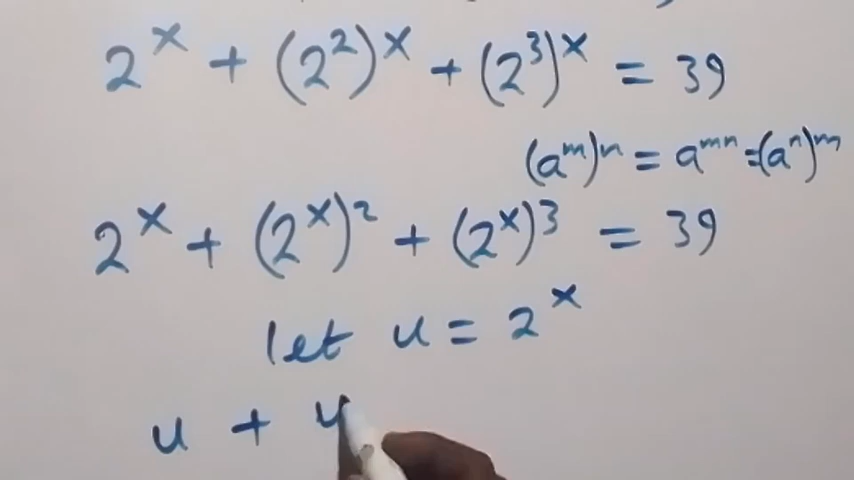 2^x + (2^2)^x + (2^3)^x = 39
(a^m)^n = a^mn = (a^n)^m
2^x + (2^x)^2 + (2^x)^3 = 39
let u = 2^x
u + u